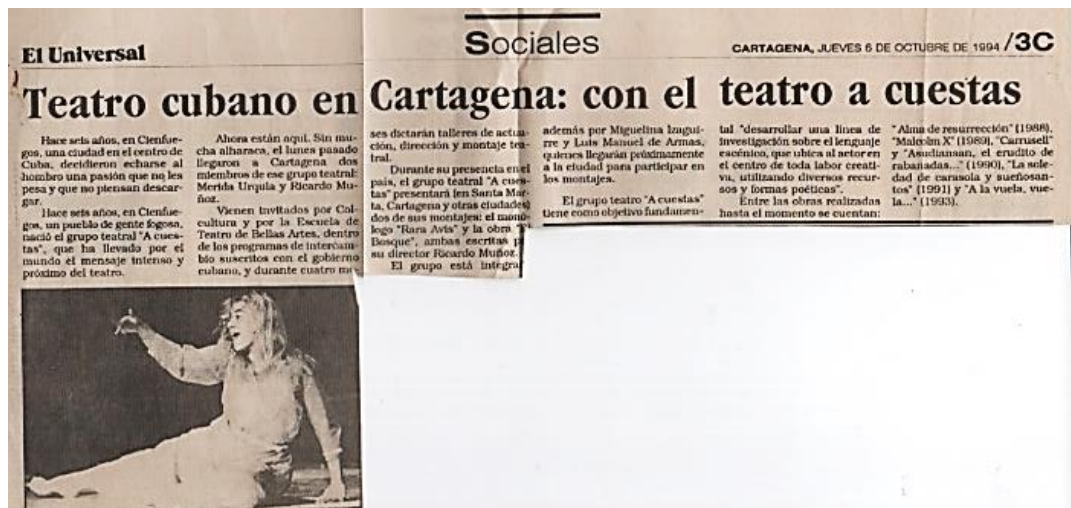 El Universal
Sociales
CARTAGENA, JUEVES 6 DE OCTUBRE DE 1994 /3C
Teatro cubano en Cartagena: con el teatro a cuestas
Hace seis años, en Cienfue-
gos, una ciudad en el centro de
Cuba, decidieron echarse al
hombro una pasión que no les
pesa y que no piensan descar-
gar.
Hace seis años, en Cienfue-
gos, un pueblo de gente fogosa,
nació el grupo teatral "A cues-
tas", que ha llevado por el
mundo el mensaje intenso y
próximo del teatro.
Ahora están aquí. Sin mu-
cha alharaca, el lunes pasado
llegaron a Cartagena dos
miembros de ese grupo teatral:
Merida Urquía y Ricardo Mu-
ñoz.
Vienen invitados por Col-
cultura y por la Escuela de
Teatro de Bellas Artes, dentro
de los programas de intercam-
bio suscritos con el gobierno
cubano, y durante cuatro me-
ses dictarán talleres de actua-
ción, dirección y montaje tea-
tral.
Durante su presencia en el
país, el grupo teatral "A cues-
tas" presentará (en Santa Mar-
ta, Cartagena y otras ciudades)
dos de sus montajes: el monó-
logo "Rara Avis" y la obra "El
Bosque", ambas escritas p
su director Ricardo Muñoz.
El grupo está integra
además por Miguelina Izagui-
rre y Luis Manuel de Armas,
quienes llegarán próximamente
a la ciudad para participar en
los montajes.
El grupo teatro "A cuestas"
tiene como objetivo fundamen-
tal "desarrollar una línea de
investigación sobre el lenguaje
escénico, que ubica al actor en
el centro de toda labor creati-
va, utilizando diversos recur-
sos y formas poéticas".
Entre las obras realizadas
hasta el momento se cuentan:
"Alma de resurrección" (1988),
"Malcolm X" (1989), "Carrusell"
y "Asudiansan, el erudito de
rabanadas..." (1990), "La sole-
dad de carasola y sueñosan-
tos" (1991) y "A la vuela, vue-
la..." (1993).